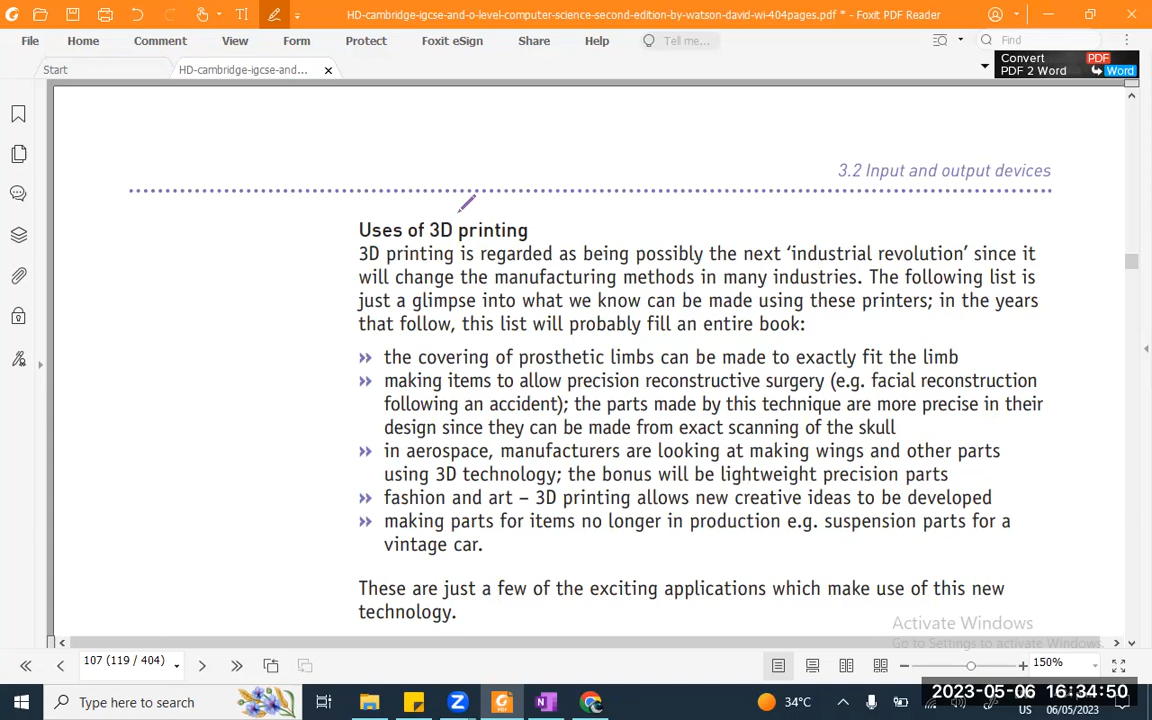 HD-cambridge-igcse-and-o-level-computer-science-second-edition-by-watson-david-wi-404pages.pdf * - Foxit PDF Reader
File Home Comment View Form Protect Foxit eSign Share Help Tell me... Find
Start HD-cambridge-igcse-and-... Convert PDF
PDF 2 Word Word
3.2 Input and output devices
Uses of 3D printing
3D printing is regarded as being possibly the next ‘industrial revolution’ since it
will change the manufacturing methods in many industries. The following list is
just a glimpse into what we know can be made using these printers; in the years
that follow, this list will probably fill an entire book:
» the covering of prosthetic limbs can be made to exactly fit the limb
» making items to allow precision reconstructive surgery (e.g. facial reconstruction
following an accident); the parts made by this technique are more precise in their
design since they can be made from exact scanning of the skull
» in aerospace, manufacturers are looking at making wings and other parts
using 3D technology; the bonus will be lightweight precision parts
» fashion and art – 3D printing allows new creative ideas to be developed
» making parts for items no longer in production e.g. suspension parts for a
vintage car.
These are just a few of the exciting applications which make use of this new
technology.
Activate Windows
Go to Settings to activate Windows.
107 (119 / 404) 150%
Type here to search 34°C 2023-05-06 16:34:50
US 06/05/2023